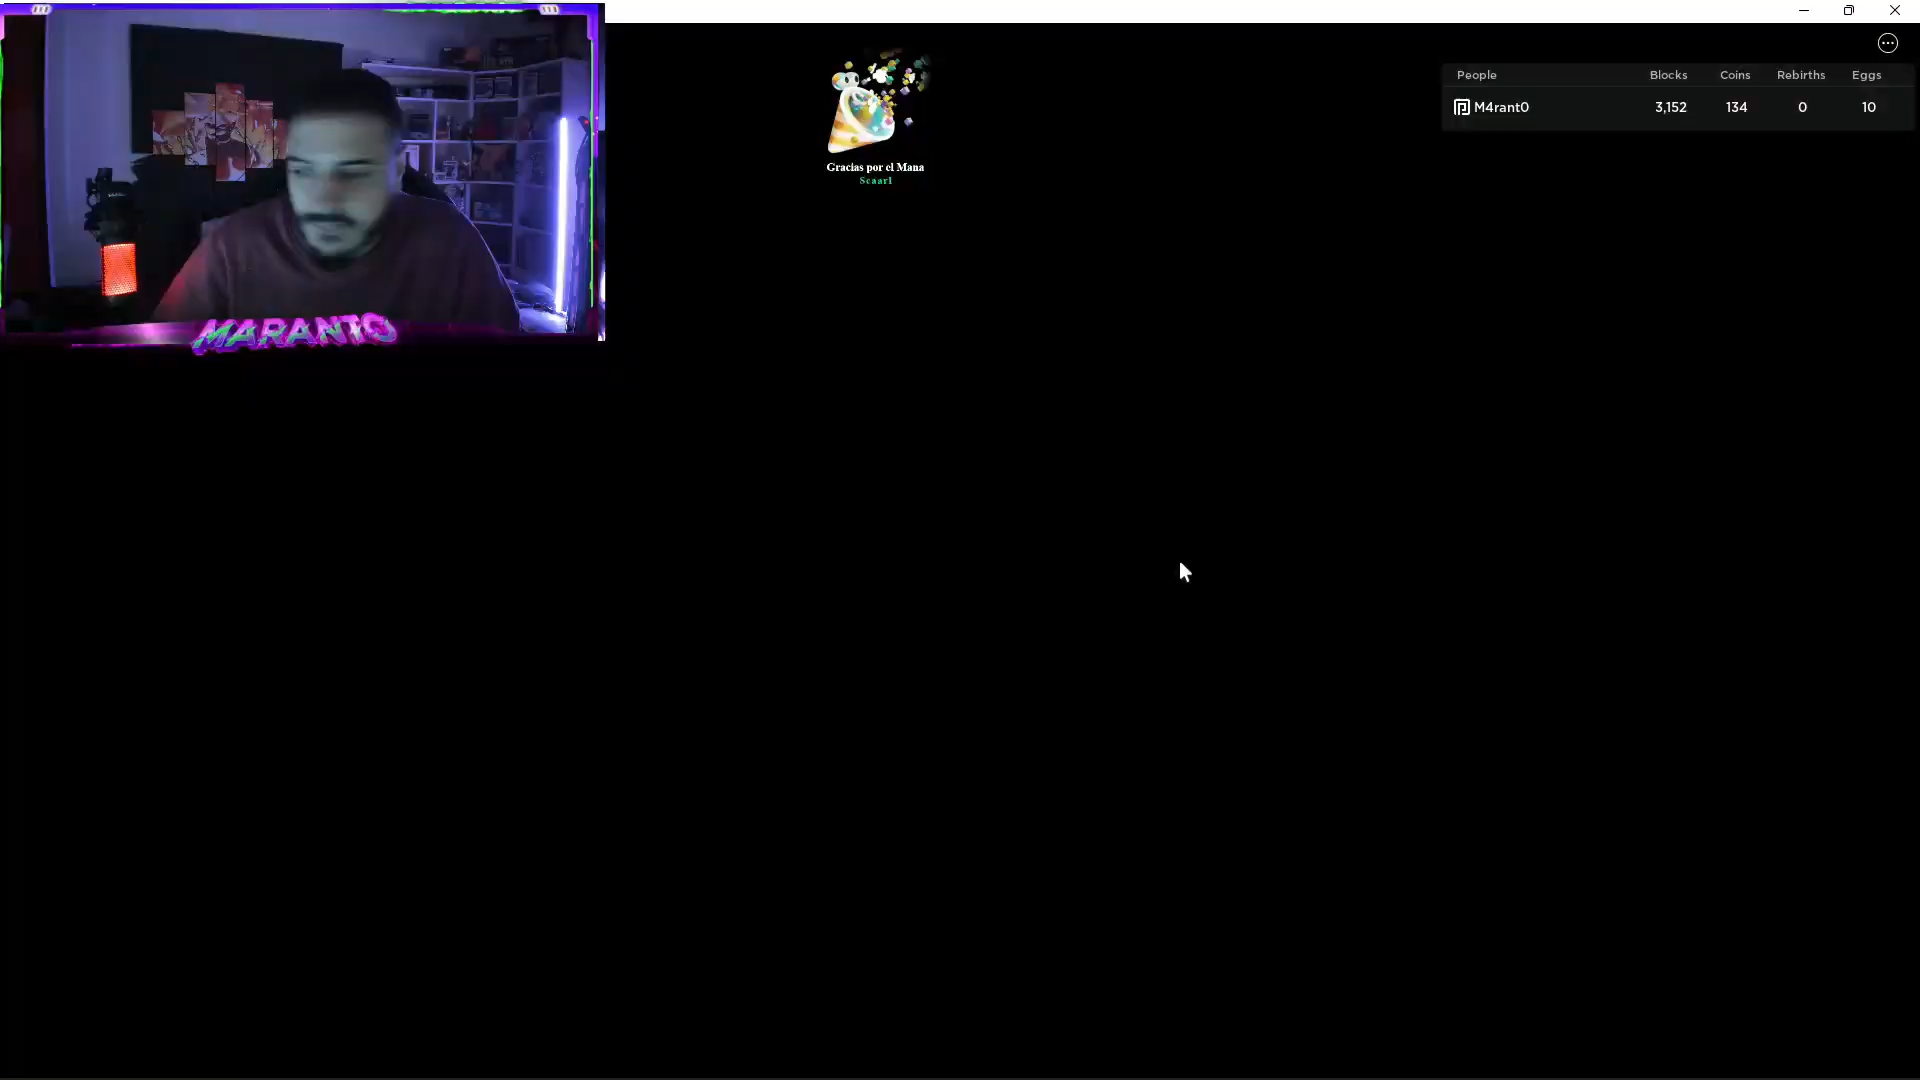 People Blocks Coins Rebirths Eggs
M4rant0 3,152 134 0 10
Gracias por el Mana
Scaarl
MARANTO